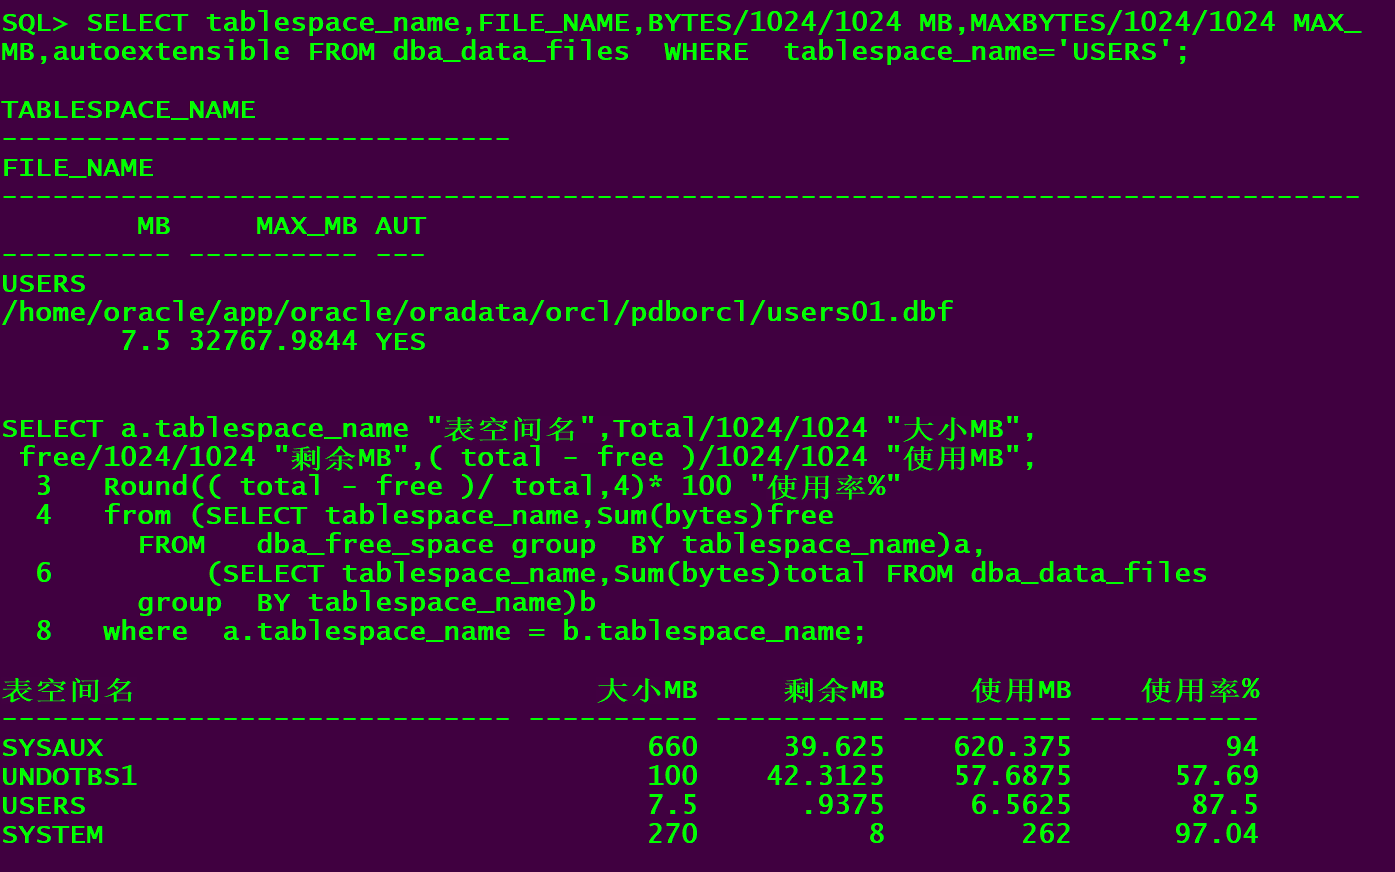 SQL> SELECT tablespace_name,FILE_NAME,BYTES/1024/1024 MB,MAXBYTES/1024/1024 MAX_
MB,autoextensible FROM dba_data_files  WHERE  tablespace_name='USERS';
TABLESPACE_NAME
------------------------------
FILE_NAME
--------------------------------------------------------------------------------
        MB     MAX_MB AUT
---------- ---------- ---
USERS
/home/oracle/app/oracle/oradata/orcl/pdborcl/users01.dbf
       7.5 32767.9844 YES
SELECT a.tablespace_name "表空间名",Total/1024/1024 "大小MB",
 free/1024/1024 "剩余MB",( total - free )/1024/1024 "使用MB",
  3   Round(( total - free )/ total,4)* 100 "使用率%"
  4   from (SELECT tablespace_name,Sum(bytes)free
        FROM   dba_free_space group  BY tablespace_name)a,
  6         (SELECT tablespace_name,Sum(bytes)total FROM dba_data_files
        group  BY tablespace_name)b
  8   where  a.tablespace_name = b.tablespace_name;
表空间名                           大小MB     剩余MB     使用MB    使用率%
------------------------------ ---------- ---------- ---------- ----------
SYSAUX                                660     39.625    620.375         94
UNDOTBS1                              100    42.3125    57.6875      57.69
USERS                                 7.5      .9375     6.5625       87.5
SYSTEM                                270          8        262      97.04